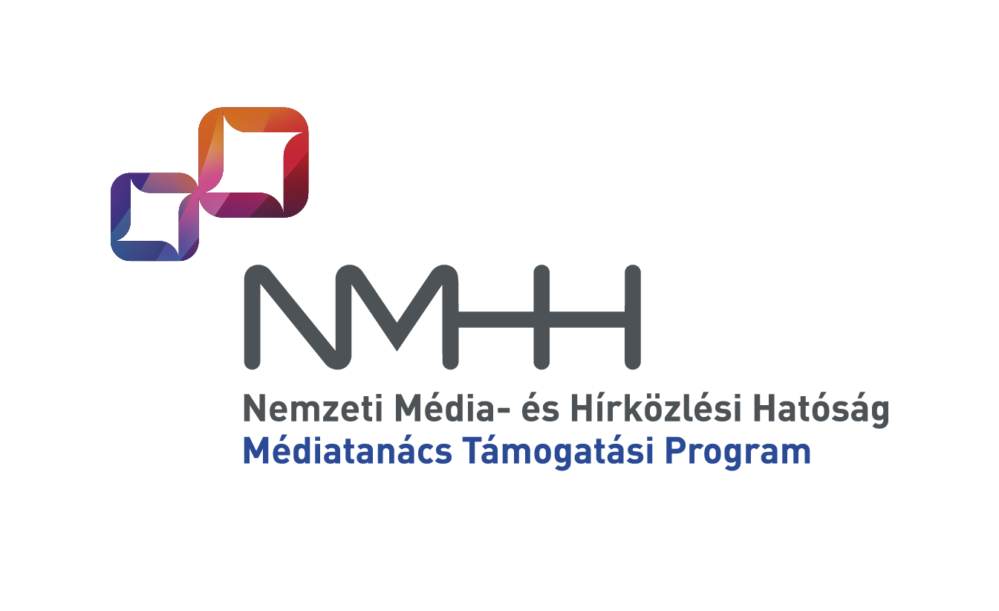 NMHH
Nemzeti Média- és Hírközlési Hatóság
Médiatanács Támogatási Program